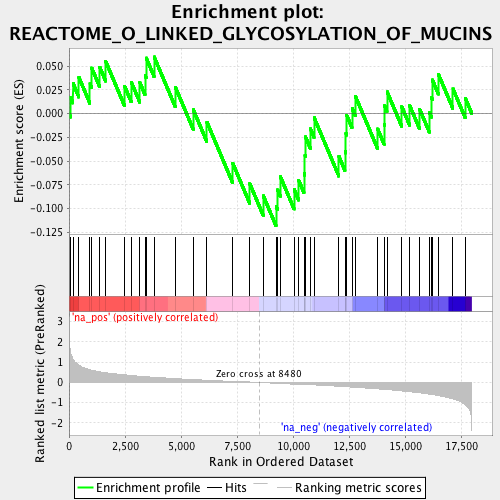 Enrichment plot:
REACTOME_O_LINKED_GLYCOSYLATION_OF_MUCINS
Enrichment score (ES)
0.050
0.025
0.000
-0.025
-0.050
-0.075
-0.100
-0.125
'na_pos' (positively correlated)
Ranked list metric (PreRanked)
3
2
1
0
-1
-2
Zero cross at 8480
'na_neg' (negatively correlated)
0
2,500
5,000
7,500
10,000
12,500
15,000
17,500
Rank in Ordered Dataset
Enrichment profile
Hits
Ranking metric scores